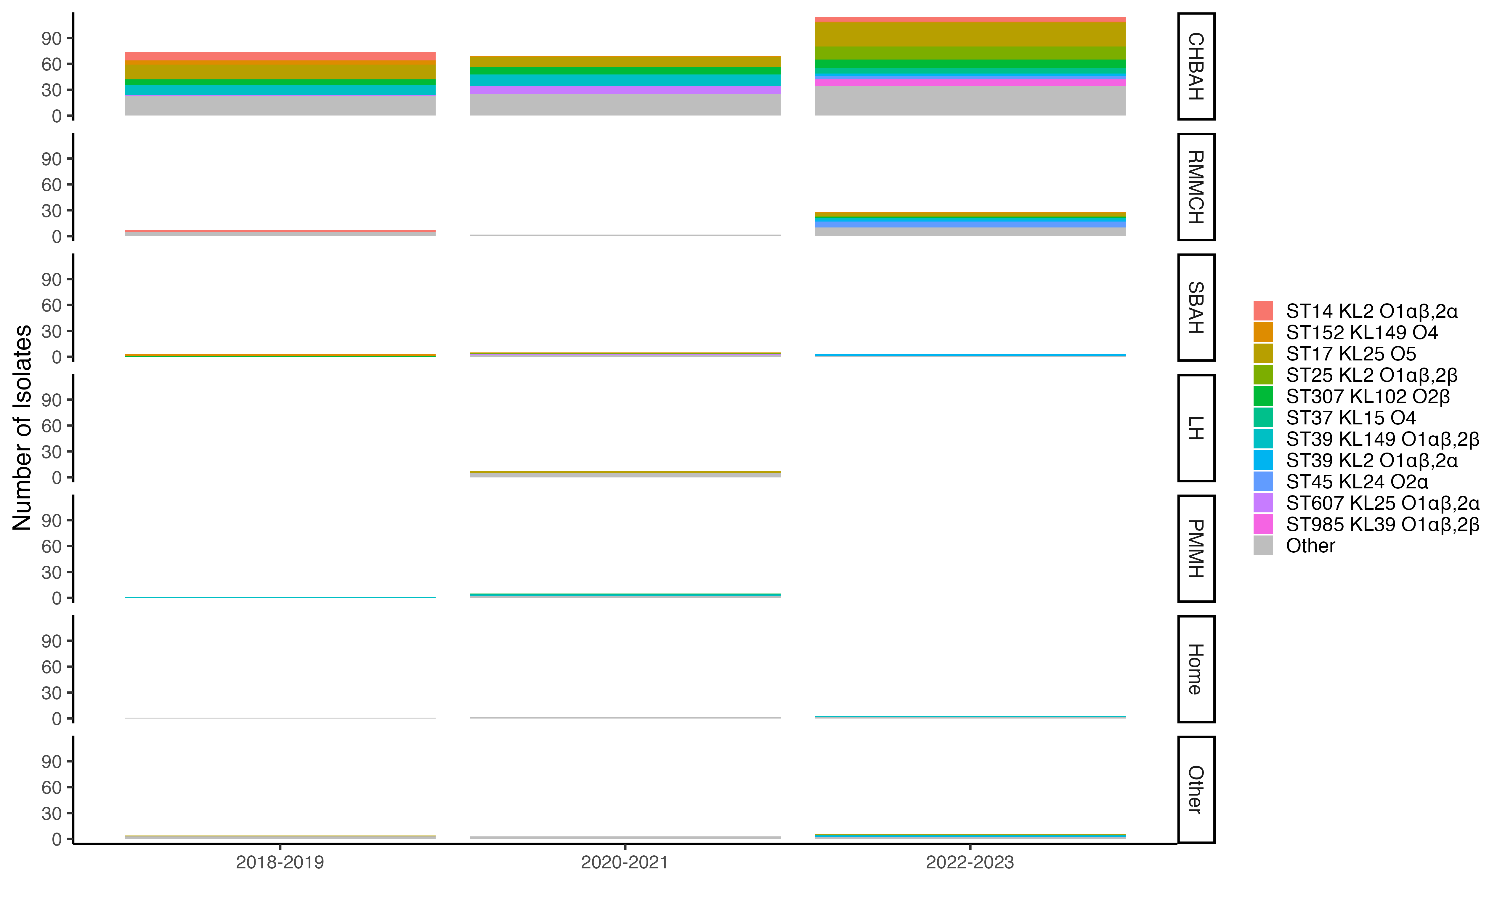 Number of Isolates
90
60
30
0
CHBAH
90
60
30
0
RMMCH
90
60
30
0
SBAH
90
60
30
0
LH
90
60
30
0
PMMH
90
60
30
0
Home
90
60
30
0
Other
2018-2019
2020-2021
2022-2023
ST14 KL2 O1αβ,2α
ST152 KL149 O4
ST17 KL25 O5
ST25 KL2 O1αβ,2β
ST307 KL102 O2β
ST37 KL15 O4
ST39 KL149 O1αβ,2β
ST39 KL2 O1αβ,2α
ST45 KL24 O2α
ST607 KL25 O1αβ,2α
ST985 KL39 O1αβ,2β
Other